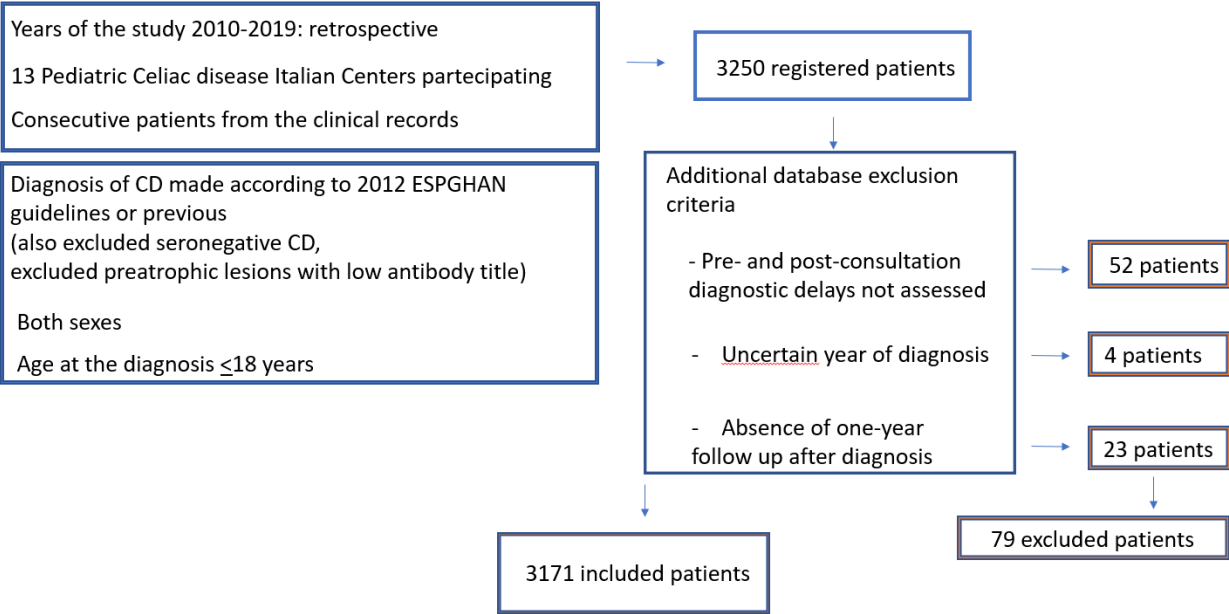 Years of the study 2010-2019: retrospective
13 Pediatric Celiac disease Italian Centers partecipating
Consecutive patients from the clinical records
3250 registered patients
Diagnosis of CD made according to 2012 ESPGHAN
guidelines or previous
(also excluded seronegative CD,
excluded preatrophic lesions with low antibody title)
Both sexes
Age at the diagnosis <18 years
Additional database exclusion
criteria
- Pre- and post-consultation
diagnostic delays not assessed
52 patients
- Uncertain year of diagnosis
4 patients
- Absence of one-year
follow up after diagnosis
23 patients
79 excluded patients
3171 included patients